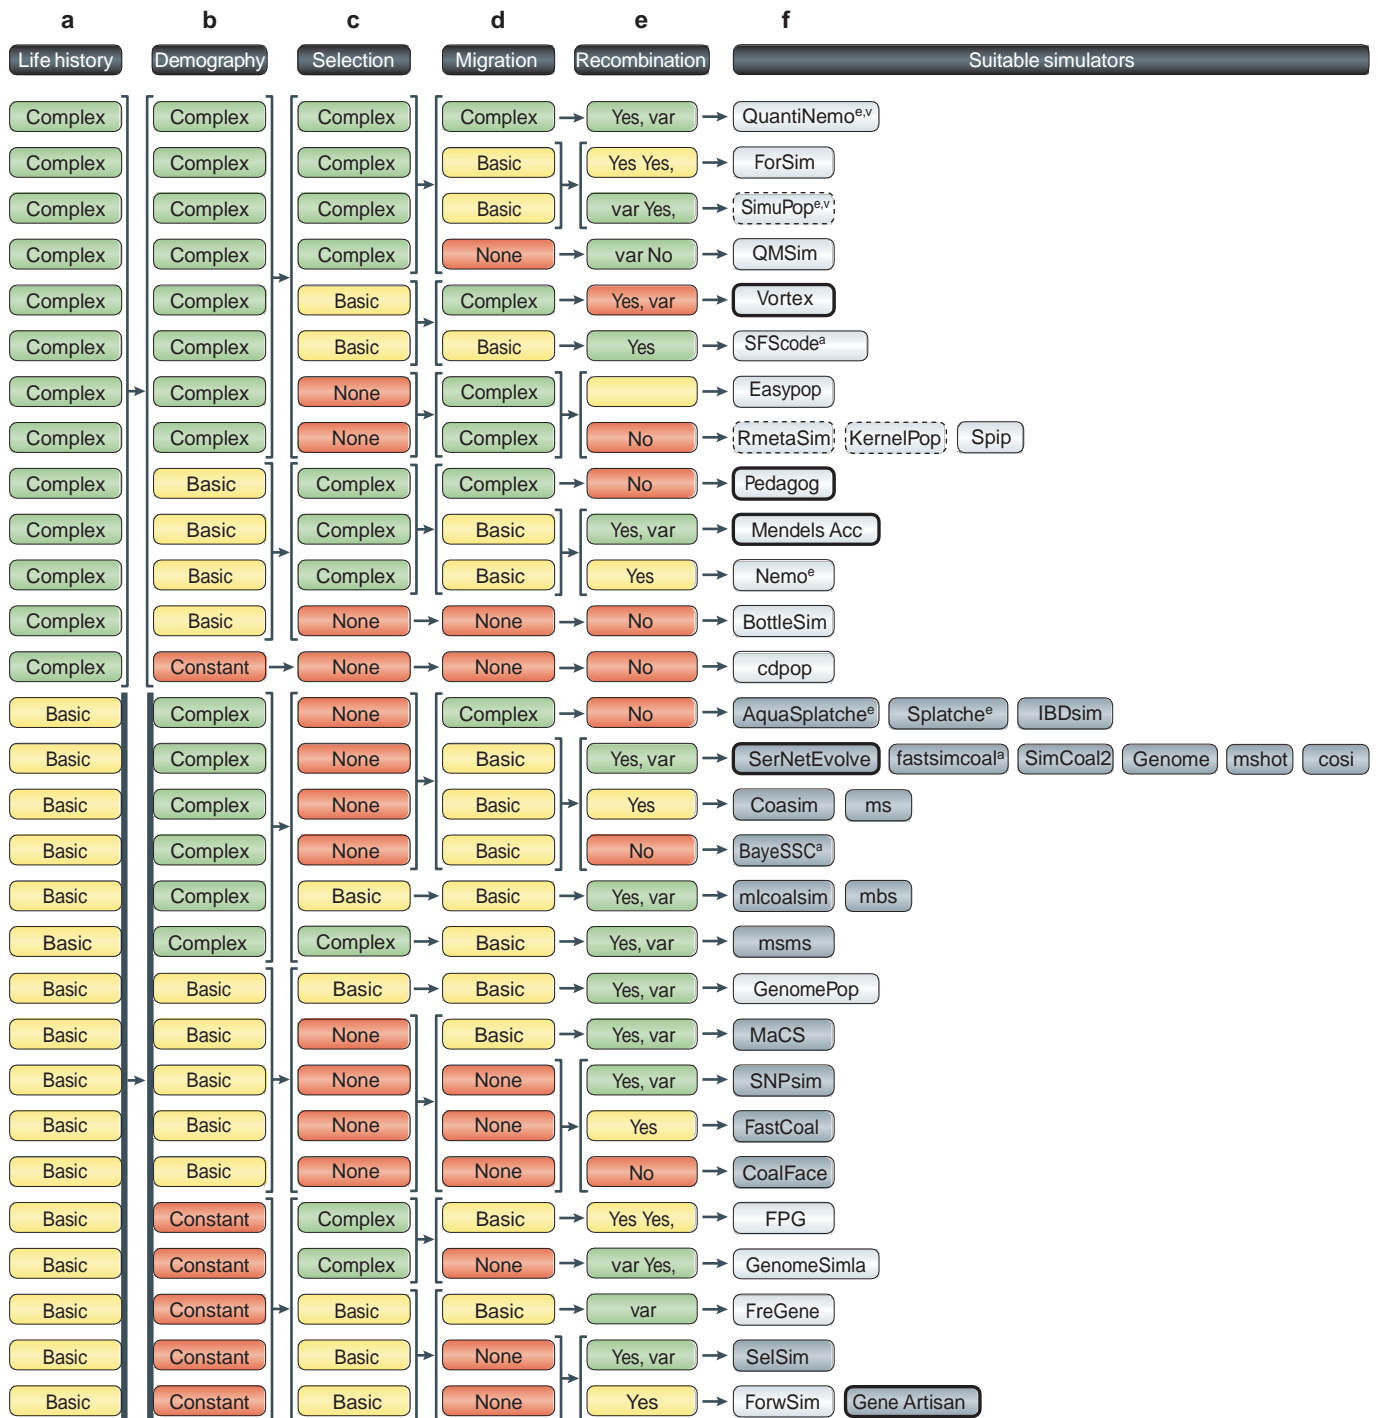 a b c d e f
Life history Demography Selection Migration Recombination Suitable simulators
Complex Complex Complex Complex Yes, var QuantiNemoe,v
Complex Complex Complex Basic Yes Yes, ForSim
Complex Complex Complex Basic var Yes, SimuPope,v
Complex Complex Complex None var No QMSim
Complex Complex Basic Complex Yes, var Vortex
Complex Complex Basic Basic Yes SFScodea
Complex Complex None Complex Easypop
Complex Complex None Complex No RmetaSim KernelPop Spip
Complex Basic Complex Complex No Pedagog
Complex Basic Complex Basic Yes, var Mendels Acc
Complex Basic Complex Basic Yes Nemoe
Complex Basic None None No BottleSim
Complex Constant None None No cdpop
Basic Complex None Complex No AquaSplatchee Splatchee IBDsim
Basic Complex None Basic Yes, var SerNetEvolve fastsimcoala SimCoal2 Genome mshot cosi
Basic Complex None Basic Yes Coasim ms
Basic Complex None Basic No BayeSSCa
Basic Complex Basic Basic Yes, var mlcoalsim mbs
Basic Complex Complex Basic Yes, var msms
Basic Basic Basic Basic Yes, var GenomePop
Basic Basic None Basic Yes, var MaCS
Basic Basic None None Yes, var SNPsim
Basic Basic None None Yes FastCoal
Basic Basic None None No CoalFace
Basic Constant Complex Basic Yes Yes, FPG
Basic Constant Complex None var Yes, GenomeSimla
Basic Constant Basic Basic var FreGene
Basic Constant Basic None Yes, var SelSim
Basic Constant Basic None Yes ForwSim Gene Artisan